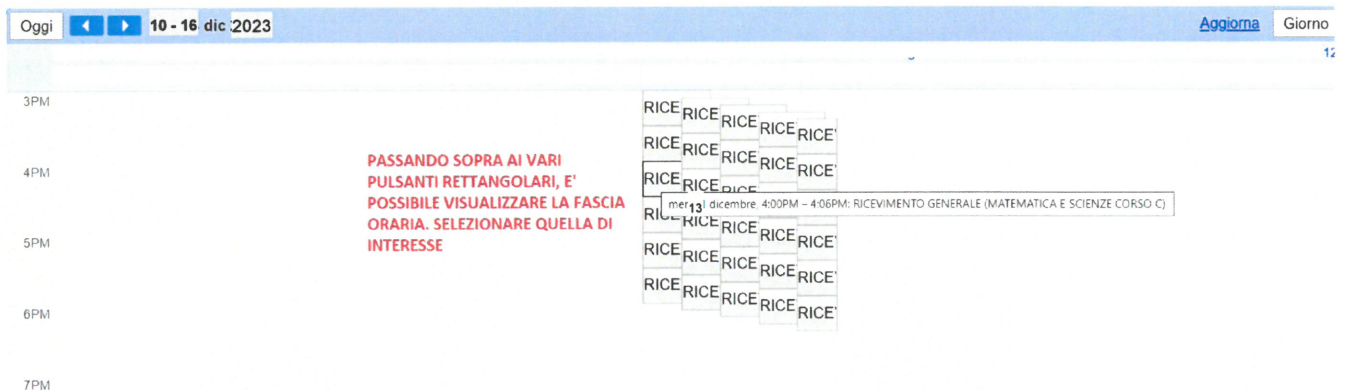 Oggi 10 - 16 dic 2023 Aggiorna Giorno
12
3PM
RICE RICE RICE RICE RICE'
RICE RICE RICE RICE RICE'
PASSANDO SOPRA AI VARI
PULSANTI RETTANGOLARI, E'
POSSIBILE VISUALIZZARE LA FASCIA
ORARIA. SELEZIONARE QUELLA DI
INTERESSE
4PM
RICE RICE RICE
mer 13 dicembre, 4:00PM – 4:06PM: RICEVIMENTO GENERALE (MATEMATICA E SCIENZE CORSO C)
RICE RICE RICE RICE RICE'
5PM
RICE RICE RICE RICE RICE'
RICE RICE RICE RICE RICE'
6PM
7PM